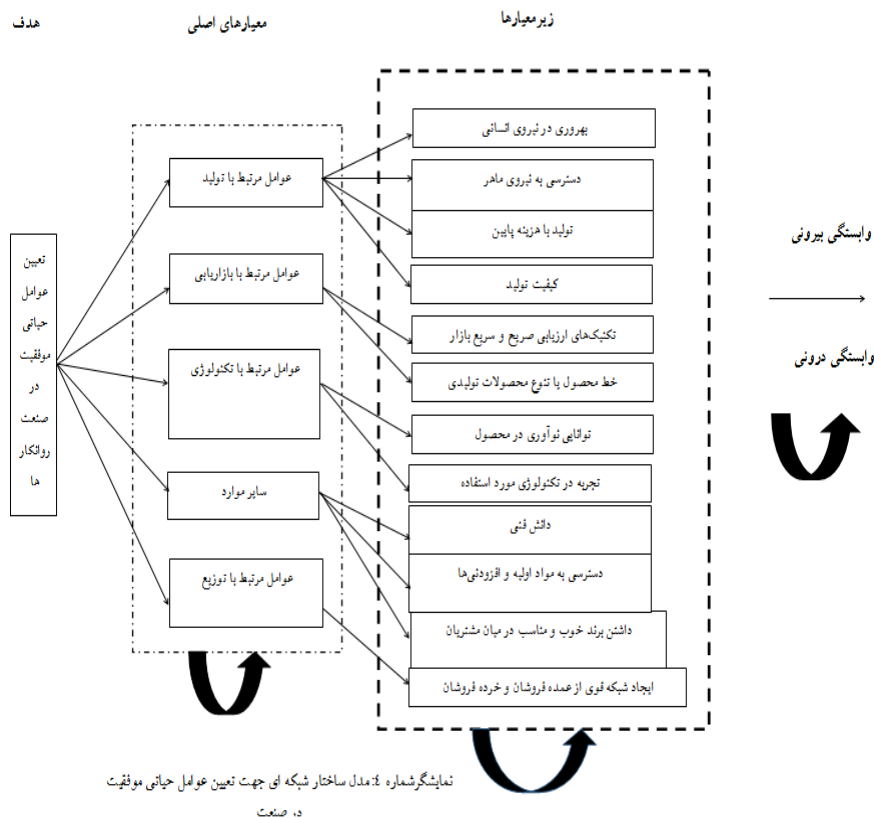 هدف
معیارهای اصلی
زیرمعیارها
تعیین
عوامل
حیاتی
موفقیت
در
صنعت
روانکار
ها
عوامل مرتبط با تولید
عوامل مرتبط با بازاریابی
عوامل مرتبط با تکنولوژی
سایر موارد
عوامل مرتبط با توزیع
بهروری در نیروی انسانی
دسترسی به نیروی ماهر
تولید با هزینه پایین
کیفیت تولید
تکنیک‌های ارزیابی صریح و سریع بازار
خط محصول یا تنوع محصولات تولیدی
توانایی نوآوری در محصول
تجربه در تکنولوژی مورد استفاده
دانش فنی
دسترسی به مواد اولیه و افزودنی‌ها
داشتن برند خوب و مناسب در میان مشتریان
ایجاد شبکه قوی از عمده فروشان و خرده فروشان
وابستگی بیرونی
وابستگی درونی
نمایشگرشماره ٤: مدل ساختار شبکه ای جهت تعیین عوامل حیاتی موفقیت
در صنعت